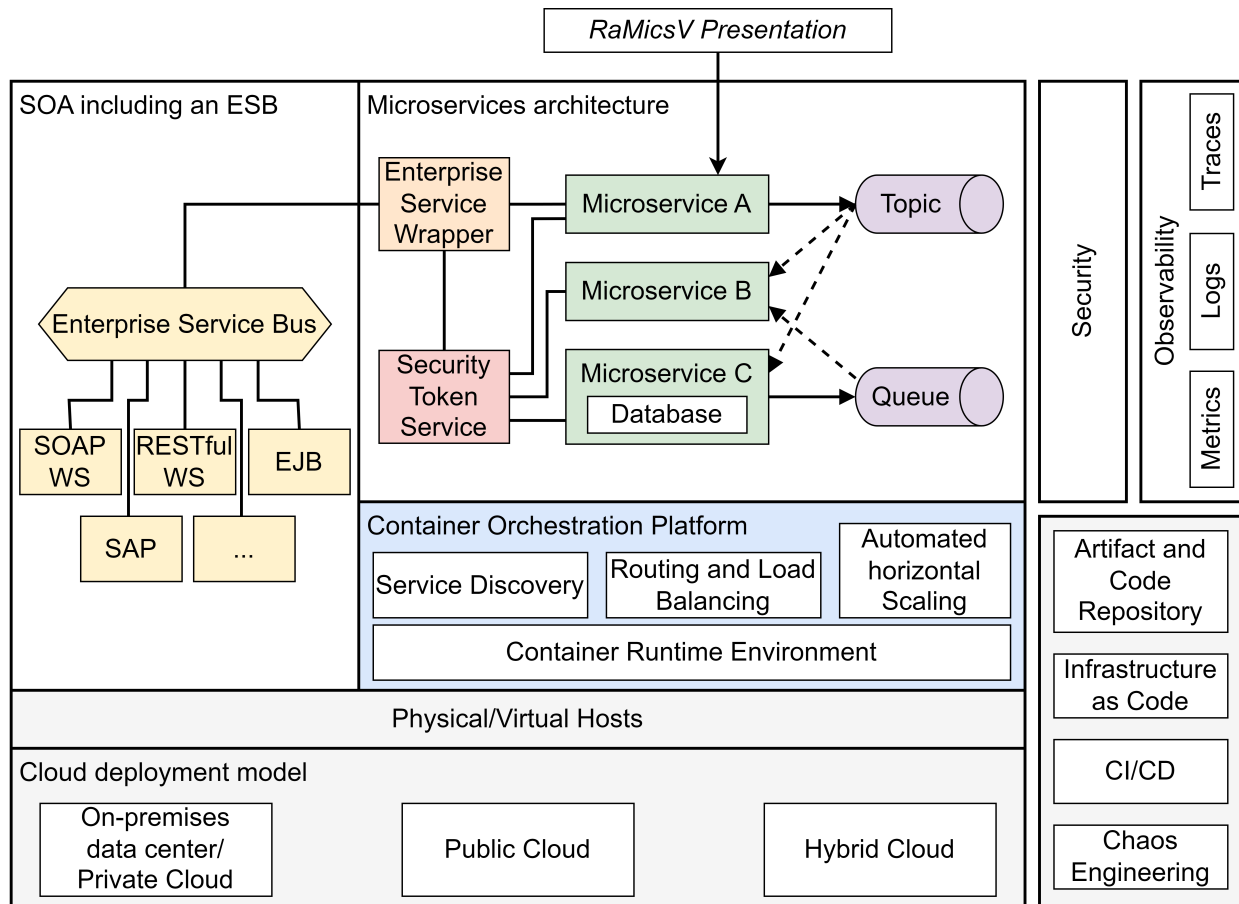 RaMicsV Presentation
SOA including an ESB
Microservices architecture
Enterprise
Service
Wrapper
Microservice A
Topic
Enterprise Service Bus
Microservice B
Security
Token
Service
Microservice C
Database
Queue
SOAP
WS
RESTful
WS
EJB
SAP
...
Container Orchestration Platform
Service Discovery
Routing and Load
Balancing
Automated
horizontal
Scaling
Container Runtime Environment
Physical/Virtual Hosts
Cloud deployment model
On-premises
data center/
Private Cloud
Public Cloud
Hybrid Cloud
Security
Observability
Traces
Logs
Metrics
Artifact and
Code
Repository
Infrastructure
as Code
CI/CD
Chaos
Engineering